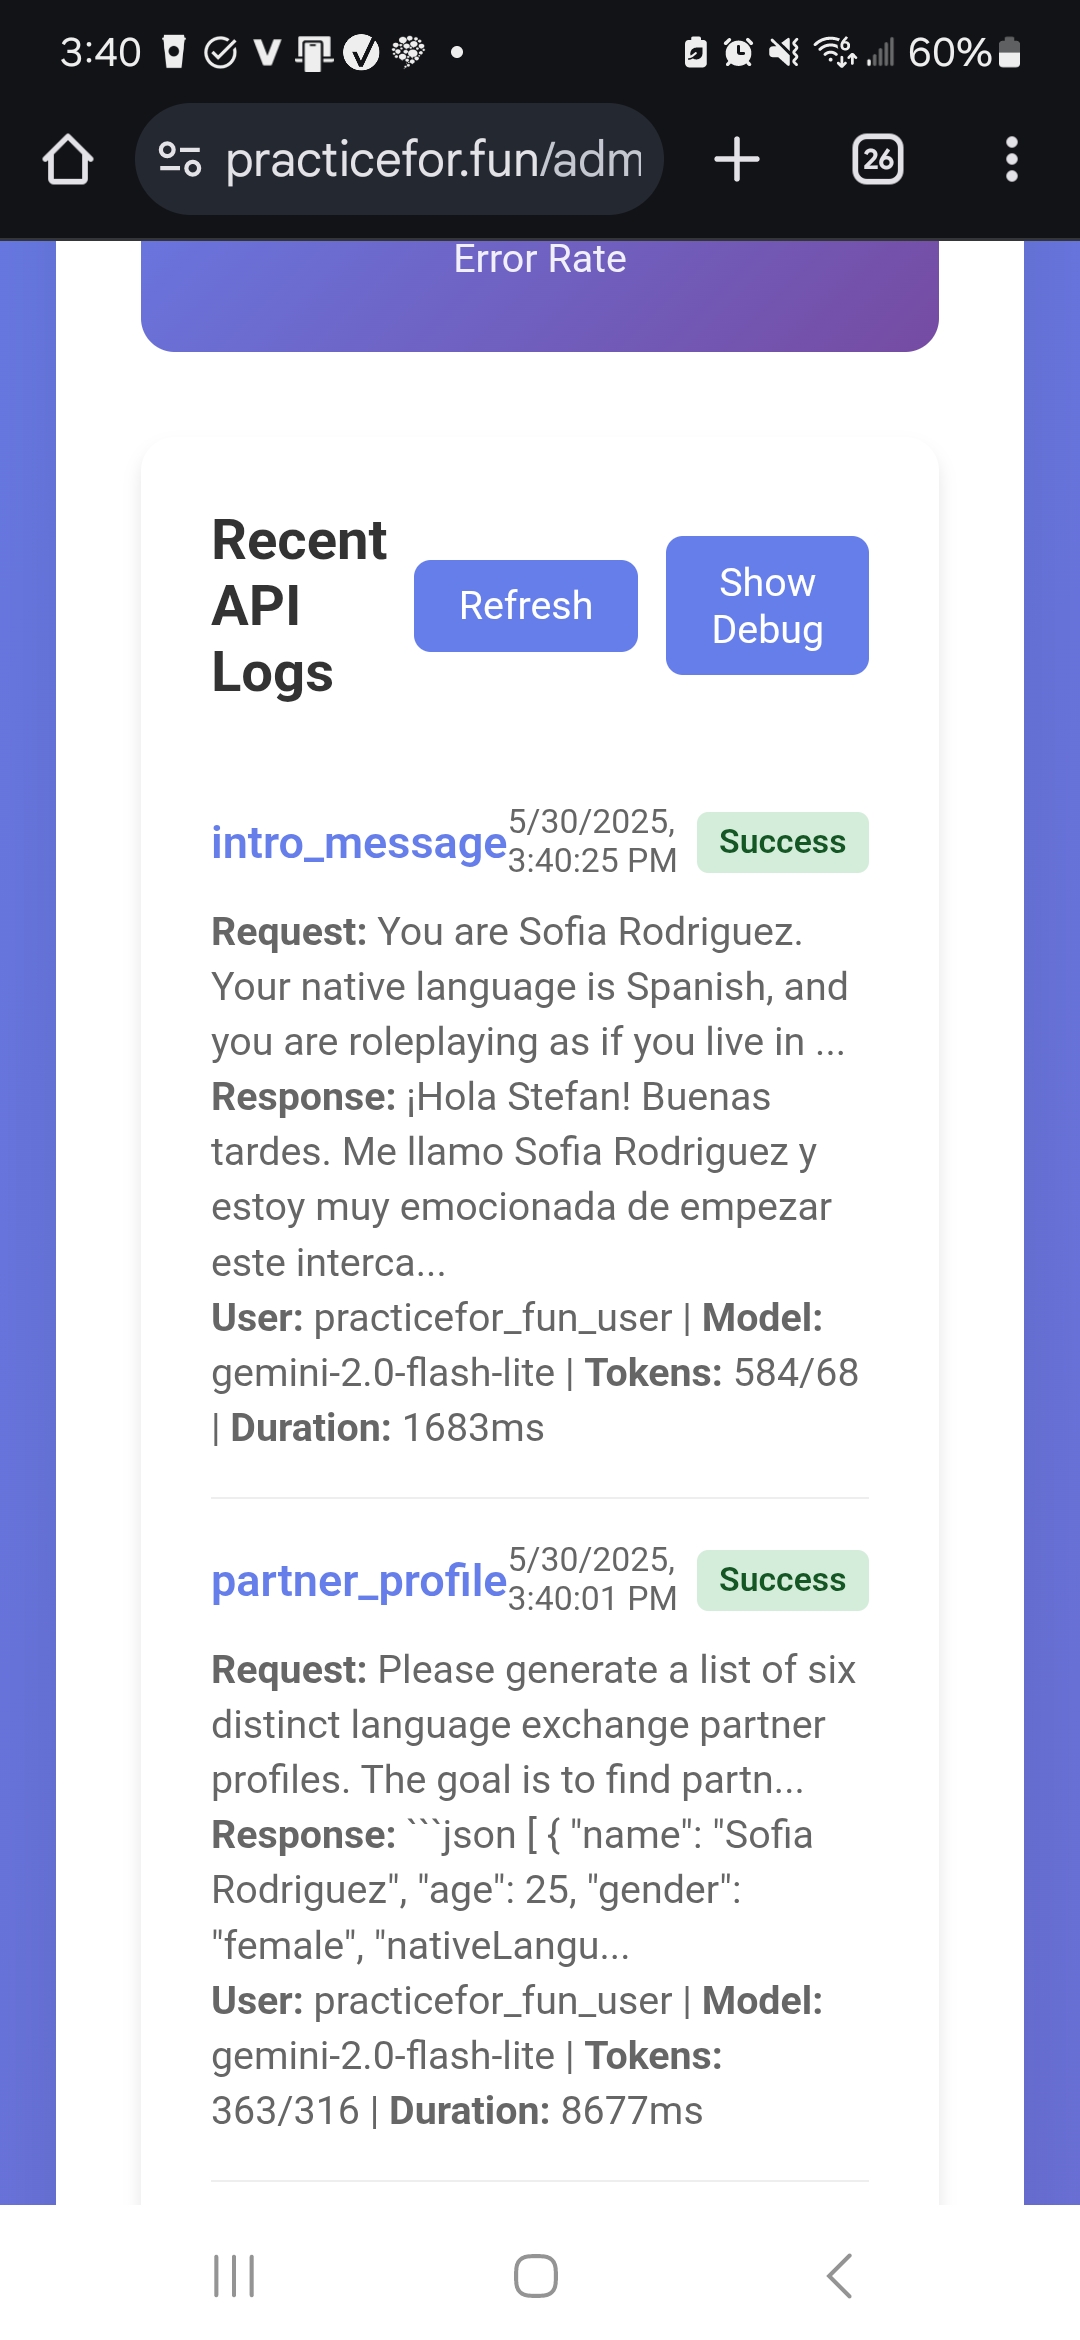 3:40
60%
practicefor.fun/adm
26
Error Rate
Recent
API
Logs
Refresh
Show
Debug
intro_message
5/30/2025,
3:40:25 PM
Success
Request: You are Sofia Rodriguez.
Your native language is Spanish, and
you are roleplaying as if you live in ...
Response: ¡Hola Stefan! Buenas
tardes. Me llamo Sofia Rodriguez y
estoy muy emocionada de empezar
este interca...
User: practicefor_fun_user | Model:
gemini-2.0-flash-lite | Tokens: 584/68
| Duration: 1683ms
partner_profile
5/30/2025,
3:40:01 PM
Success
Request: Please generate a list of six
distinct language exchange partner
profiles. The goal is to find partn...
Response: ```json [ { "name": "Sofia
Rodriguez", "age": 25, "gender":
"female", "nativeLangu...
User: practicefor_fun_user | Model:
gemini-2.0-flash-lite | Tokens:
363/316 | Duration: 8677ms